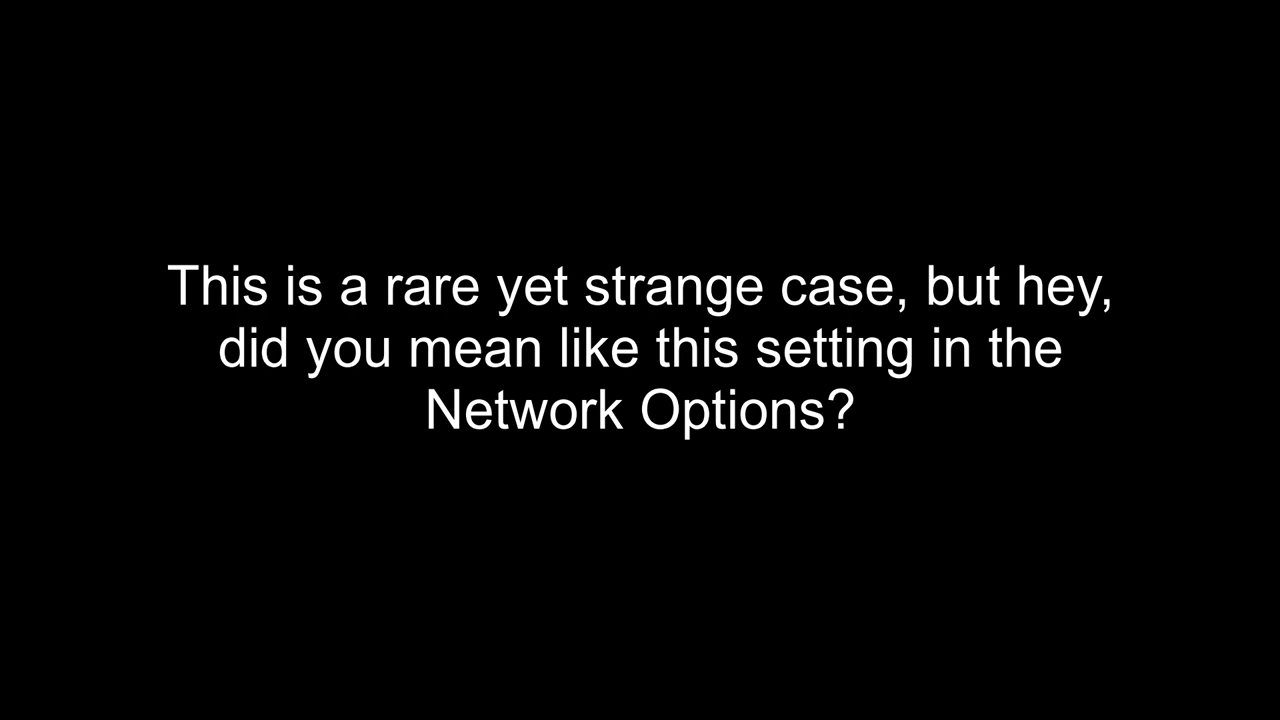 This is a rare yet strange case, but hey,
did you mean like this setting in the
Network Options?